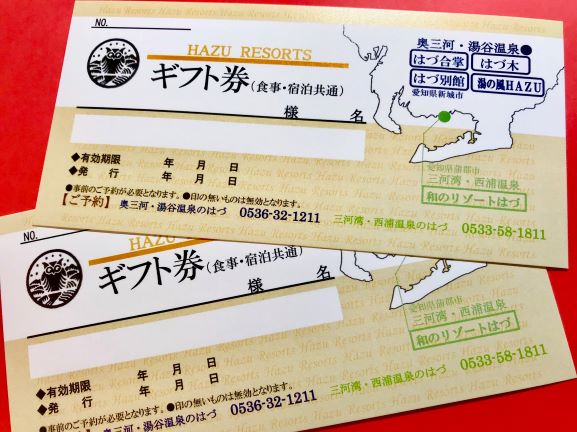 NO.
HAZU RESORTS
ギフト券(食事・宿泊共通)
様 名
奥三河・湯谷温泉●
はづ合掌 はづ木
はづ別館 湯の風HAZU
愛知県新城市
◆有効期限 年 月 日
◆発 行 年 月 日
●事前のご予約が必要となります。●印の無いものは無効となります。
【ご予約】 奥三河・湯谷温泉のはづ 0536-32-1211
愛知県蒲郡市
三河湾・西浦温泉
和のリゾートはづ
三河湾・西浦温泉のはづ 0533-58-1811
NO.
HAZU
ギフト券(食事・宿泊共通)
様 名
◆有効期限 年 月 日
◆発 行 年 月 日
●事前のご予約が必要となります。●印の無いものは無効となります。
奥三河・湯谷温泉のはづ 0536-32-1211
愛知県蒲郡市
三河湾・西浦温泉
和のリゾートはづ
三河湾・西浦温泉のはづ 0533-58-1811